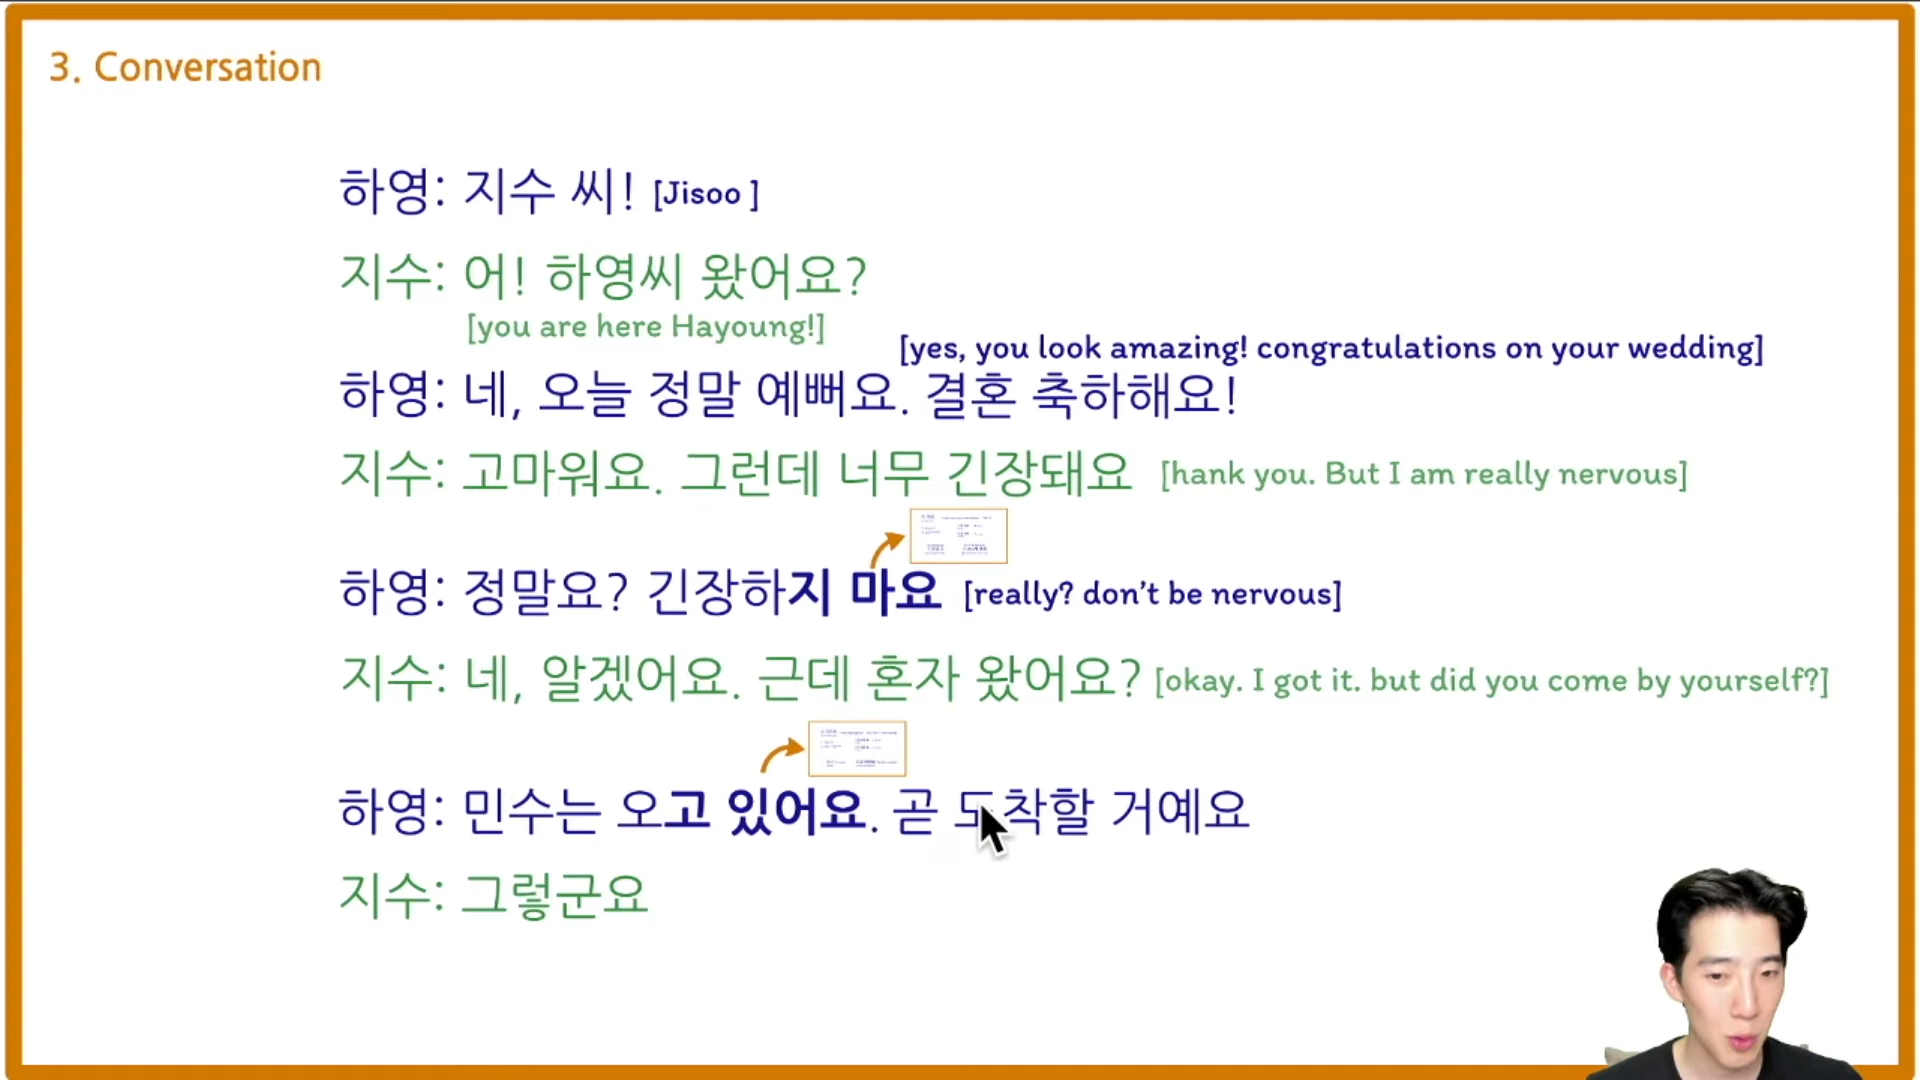 3. Conversation
하영: 지수 씨! [Jisoo ]
지수: 어! 하영씨 왔어요?
[you are here Hayoung!]
[yes, you look amazing! congratulations on your wedding]
하영: 네, 오늘 정말 예뻐요. 결혼 축하해요!
지수: 고마워요. 그런데 너무 긴장돼요 [hank you. But I am really nervous]
하영: 정말요? 긴장하지 마요 [really? don't be nervous]
지수: 네, 알겠어요. 근데 혼자 왔어요? [okay. I got it. but did you come by yourself?]
하영: 민수는 오고 있어요. 곧 도착할 거예요
지수: 그렇군요